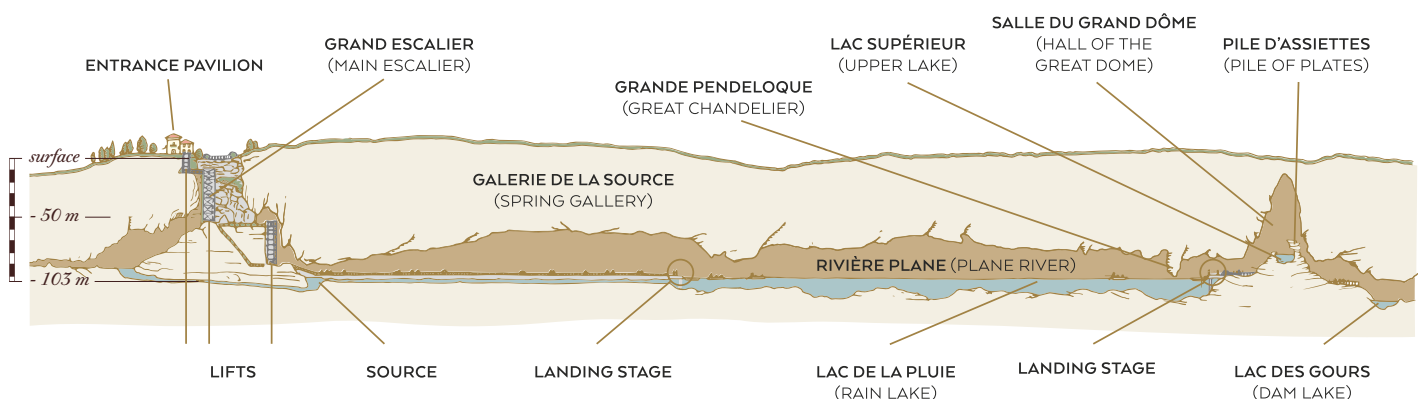 SALLE DU GRAND DÔME
(HALL OF THE
GREAT DOME)
GRAND ESCALIER
(MAIN ESCALIER)
LAC SUPÉRIEUR
(UPPER LAKE)
PILE D'ASSIETTES
(PILE OF PLATES)
ENTRANCE PAVILION
GRANDE PENDELOQUE
(GREAT CHANDELIER)
surface
GALERIE DE LA SOURCE
(SPRING GALLERY)
- 50 m
RIVIÈRE PLANE (PLANE RIVER)
- 103 m
LIFTS
SOURCE
LANDING STAGE
LAC DE LA PLUIE
(RAIN LAKE)
LANDING STAGE
LAC DES GOURS
(DAM LAKE)